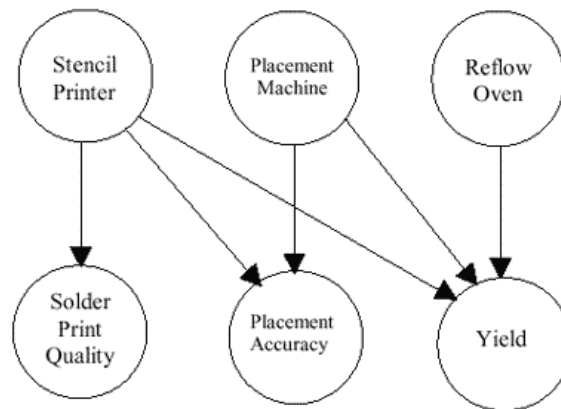 Stencil
Printer
Placement
Machine
Reflow
Oven
Solder
Print
Quality
Placement
Accuracy
Yield